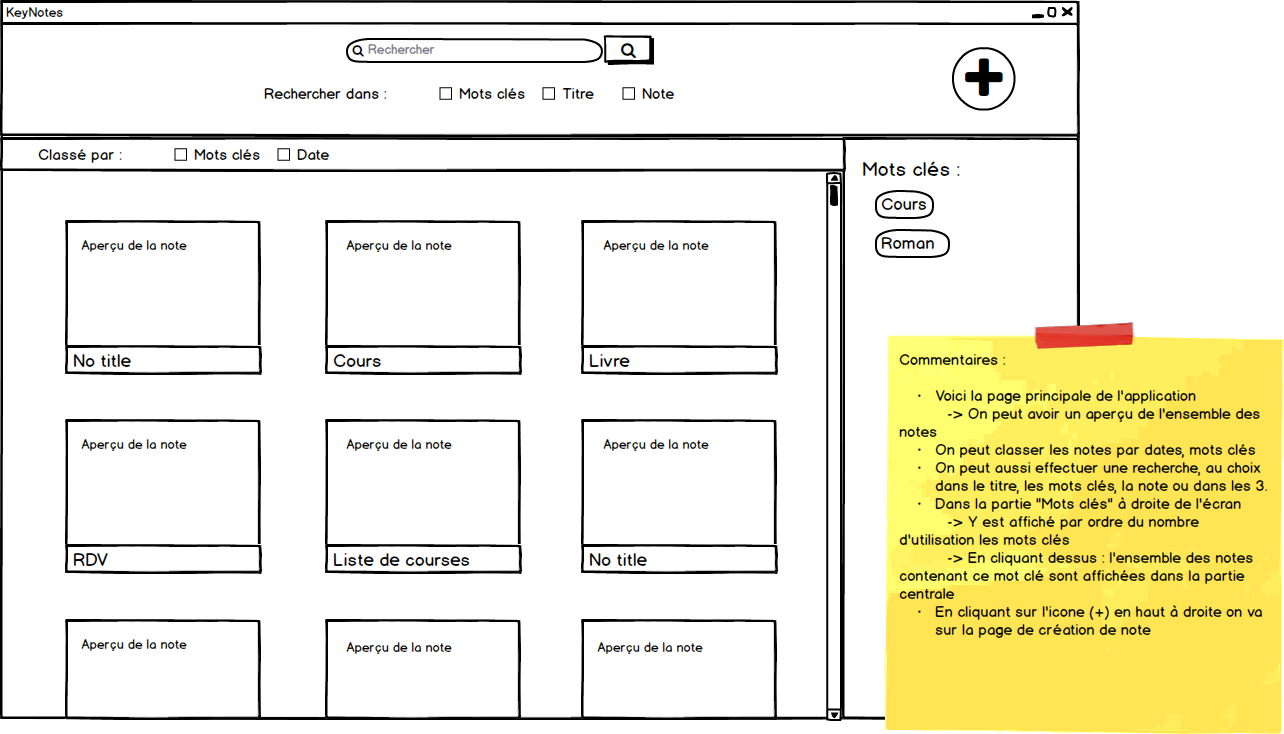 KeyNotes
Rechercher
Rechercher dans :
Mots clés
Titre
Note
Classé par :
Mots clés
Date
Mots clés :
Cours
Roman
Aperçu de la note
Aperçu de la note
Aperçu de la note
No title
Cours
Livre
Aperçu de la note
Aperçu de la note
Aperçu de la note
RDV
Liste de courses
No title
Aperçu de la note
Aperçu de la note
Aperçu de la note
Commentaires :
· Voici la page principale de l'application
-> On peut avoir un aperçu de l'ensemble des
notes
· On peut classer les notes par dates, mots clés
· On peut aussi effectuer une recherche, au choix
dans le titre, les mots clés, la note ou dans les 3.
· Dans la partie "Mots clés" à droite de l'écran
-> Y est affiché par ordre du nombre
d'utilisation les mots clés
-> En cliquant dessus : l'ensemble des notes
contenant ce mot clé sont affichées dans la partie
centrale
· En cliquant sur l'icone (+) en haut à droite on va
sur la page de création de note